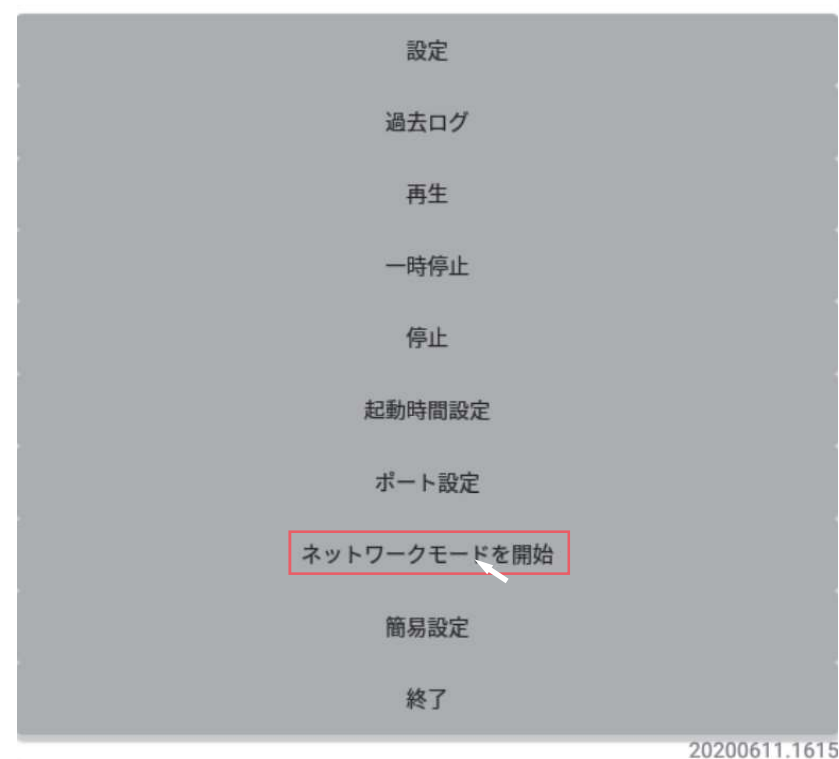 設定
過去ログ
再生
一時停止
停止
起動時間設定
ポート設定
ネットワークモードを開始
簡易設定
終了
20200611.1615